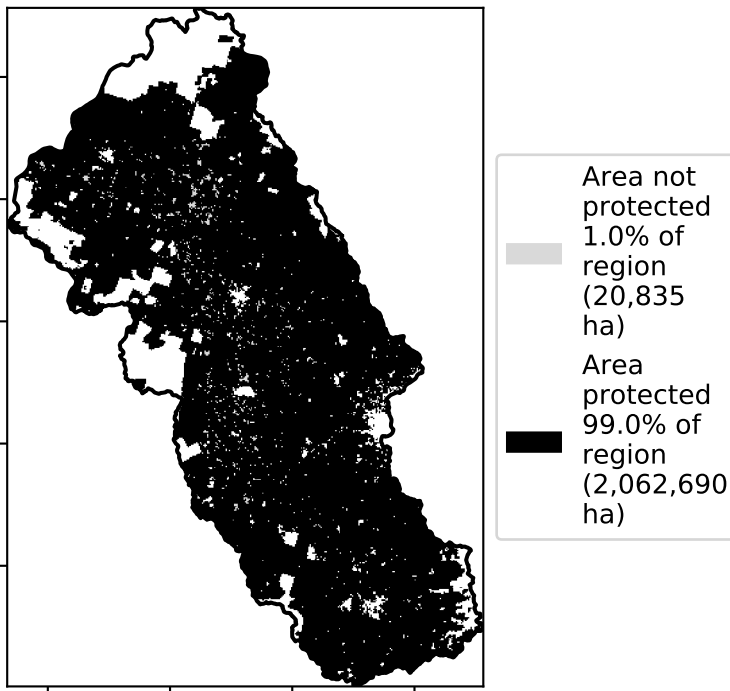 Area not
protected
1.0% of
region
(20,835
ha)
Area
protected
99.0% of
region
(2,062,690
ha)